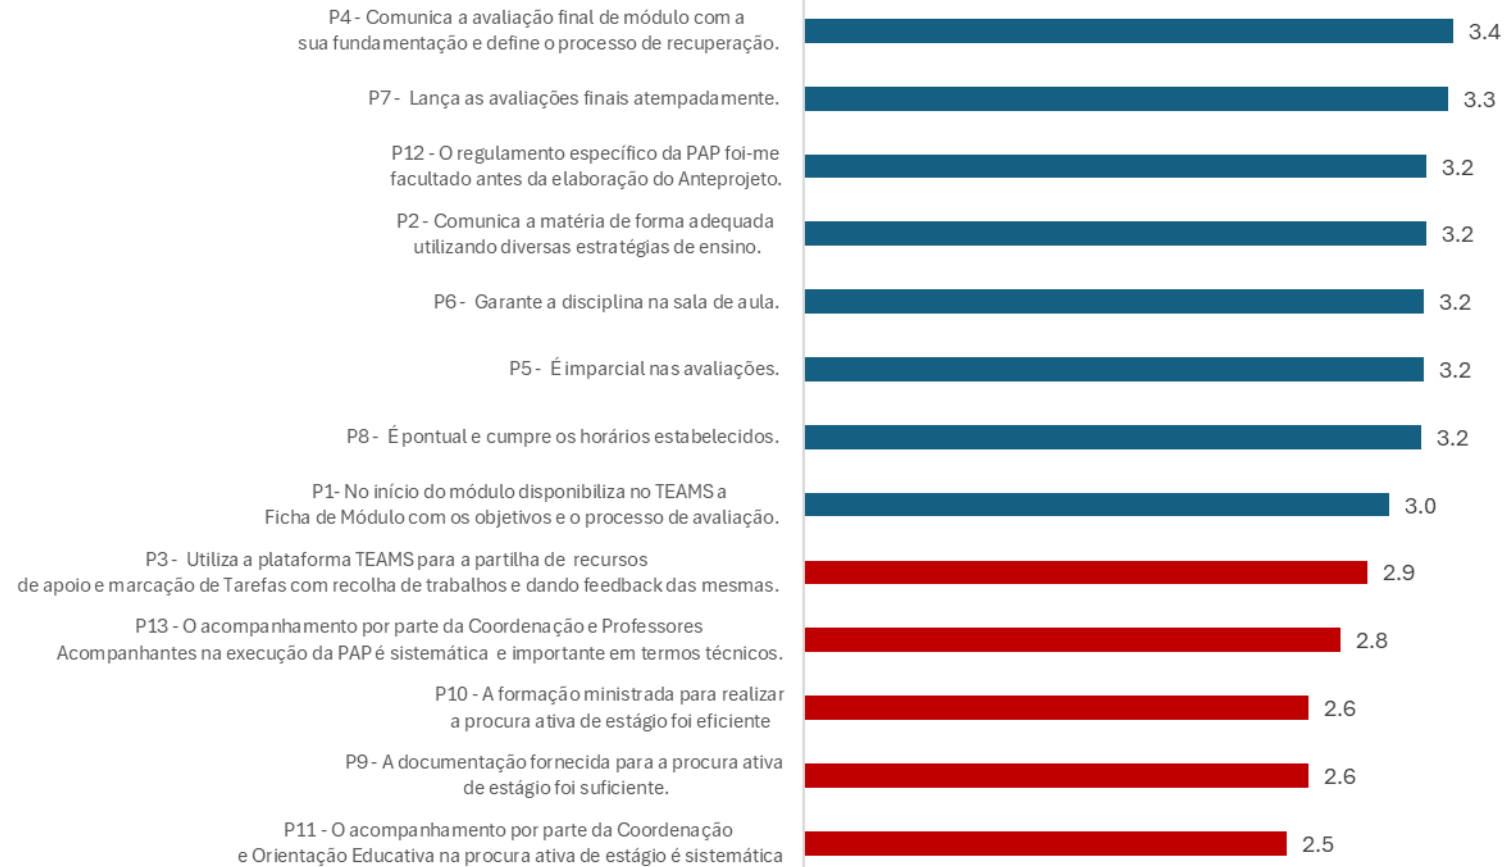 P4 - Comunica a avaliação final de módulo com a
sua fundamentação e define o processo de recuperação.
3.4
P7 - Lança as avaliações finais atempadamente.
3.3
P12 - O regulamento específico da PAP foi-me
facultado antes da elaboração do Anteprojeto.
3.2
P2 - Comunica a matéria de forma adequada
utilizando diversas estratégias de ensino.
3.2
P6 - Garante a disciplina na sala de aula.
3.2
P5 - É imparcial nas avaliações.
3.2
P8 - É pontual e cumpre os horários estabelecidos.
3.2
P1- No início do módulo disponibiliza no TEAMS a
Ficha de Módulo com os objetivos e o processo de avaliação.
3.0
P3 - Utiliza a plataforma TEAMS para a partilha de recursos
de apoio e marcação de Tarefas com recolha de trabalhos e dando feedback das mesmas.
2.9
P13 - O acompanhamento por parte da Coordenação e Professores
Acompanhantes na execução da PAP é sistemática e importante em termos técnicos.
2.8
P10 - A formação ministrada para realizar
a procura ativa de estágio foi eficiente
2.6
P9 - A documentação fornecida para a procura ativa
de estágio foi suficiente.
2.6
P11 - O acompanhamento por parte da Coordenação
e Orientação Educativa na procura ativa de estágio é sistemática
2.5